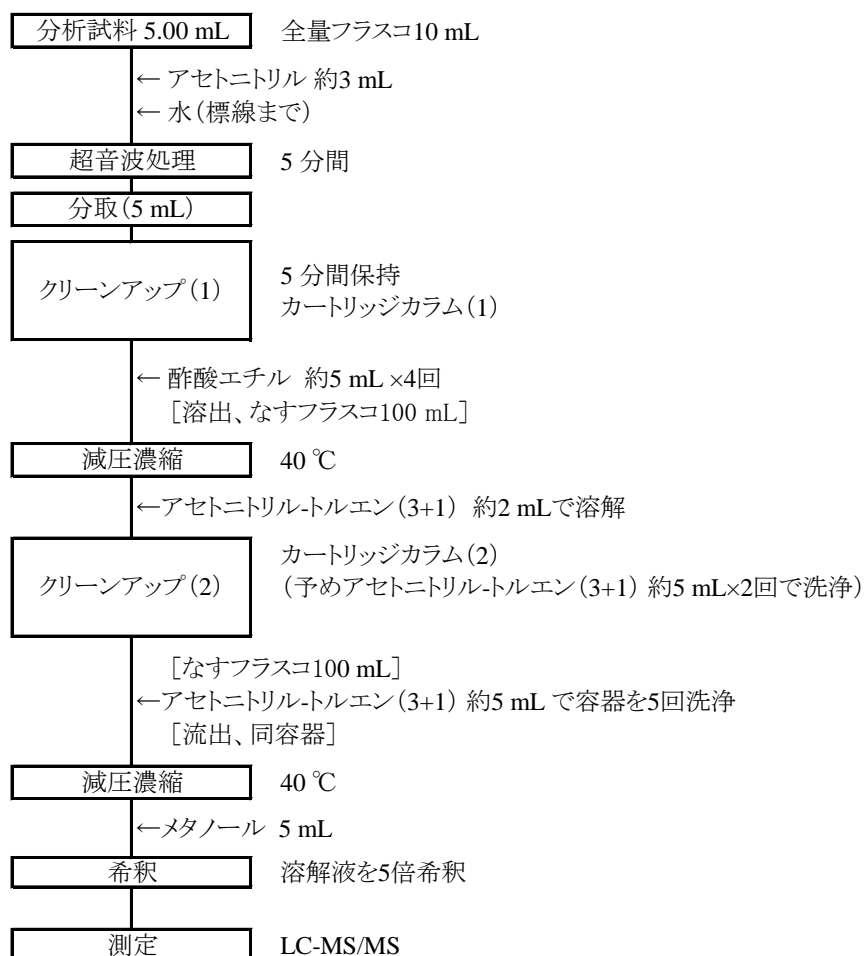 分析試料 5.00 mL 全量フラスコ10 mL
← アセトニトリル 約3 mL
← 水（標線まで）
超音波処理 5 分間
分取（5 mL）
クリーンアップ（1） 5 分間保持
カートリッジカラム（1）
← 酢酸エチル 約5 mL ×4回
［溶出、なすフラスコ100 mL］
減圧濃縮 40 ℃
←アセトニトリル-トルエン（3+1） 約2 mLで溶解
カートリッジカラム（2）
クリーンアップ（2） （予めアセトニトリル-トルエン（3+1） 約5 mL×2回で洗浄）
［なすフラスコ100 mL］
←アセトニトリル-トルエン（3+1） 約5 mL で容器を5回洗浄
［流出、同容器］
減圧濃縮 40 ℃
←メタノール 5 mL
希釈 溶解液を5倍希釈
測定 LC-MS/MS